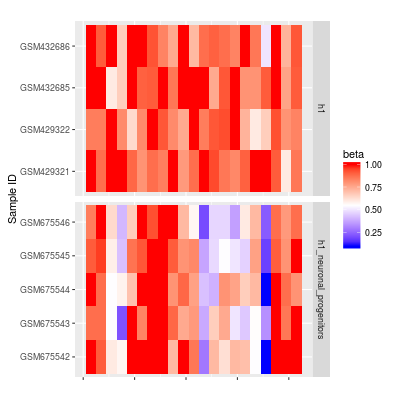 GSM432686
GSM432685
GSM429322
GSM429321
h1
GSM675546
GSM675545
GSM675544
GSM675543
GSM675542
h1_neuronal_progenitors
Sample ID
beta
1.00
0.75
0.50
0.25